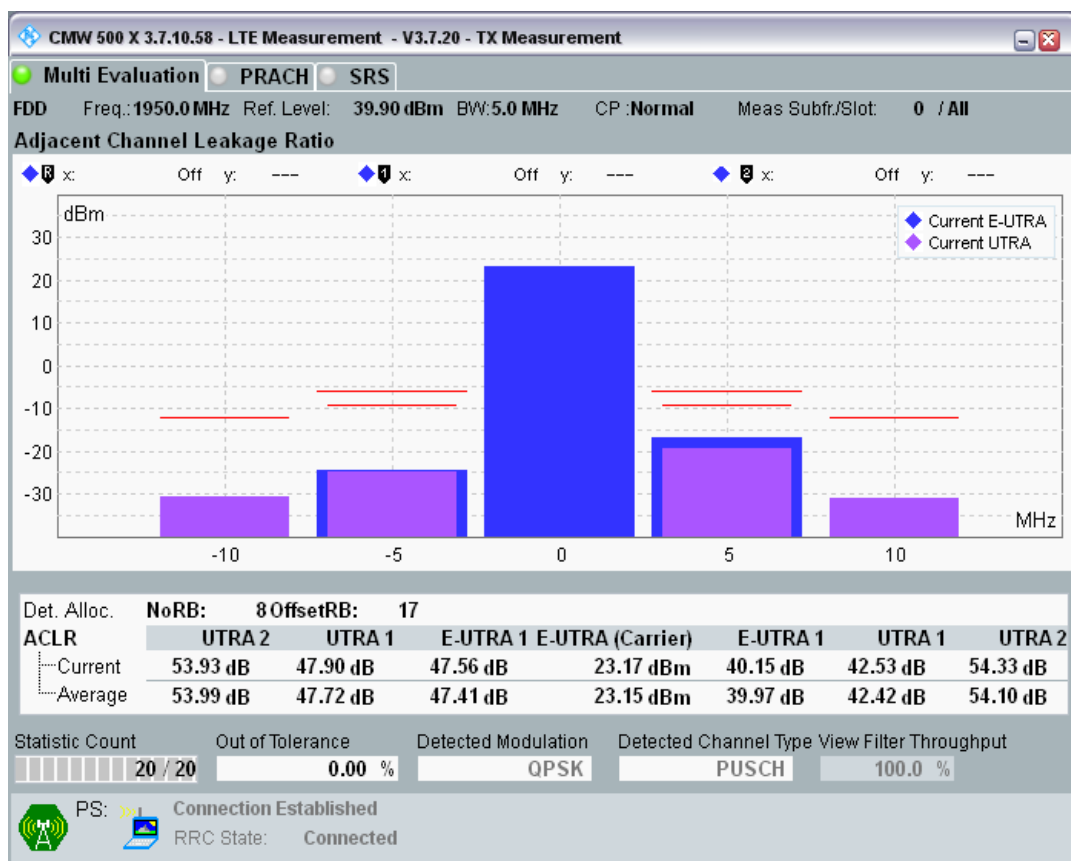 CMW 500 X 3.7.10.58 - LTE Measurement - V3.7.20 - TX Measurement
Multi Evaluation PRACH SRS
FDD Freq.: 1950.0 MHz Ref. Level: 39.90 dBm BW: 5.0 MHz CP : Normal Meas Subfr./Slot: 0 / All
Adjacent Channel Leakage Ratio
R x: Off y: --- 1 x: Off y: --- 2 x: Off y: ---
dBm
Current E-UTRA
Current UTRA
30
20
10
0
-10
-20
-30
MHz
-10 -5 0 5 10
Det. Alloc. NoRB: 8 OffsetRB: 17
ACLR UTRA 2 UTRA 1 E-UTRA 1 E-UTRA (Carrier) E-UTRA 1 UTRA 1 UTRA 2
Current 53.93 dB 47.90 dB 47.56 dB 23.17 dBm 40.15 dB 42.53 dB 54.33 dB
Average 53.99 dB 47.72 dB 47.41 dB 23.15 dBm 39.97 dB 42.42 dB 54.10 dB
Statistic Count Out of Tolerance Detected Modulation Detected Channel Type View Filter Throughput
20 / 20 0.00 % QPSK PUSCH 100.0 %
PS: Connection Established
RRC State: Connected